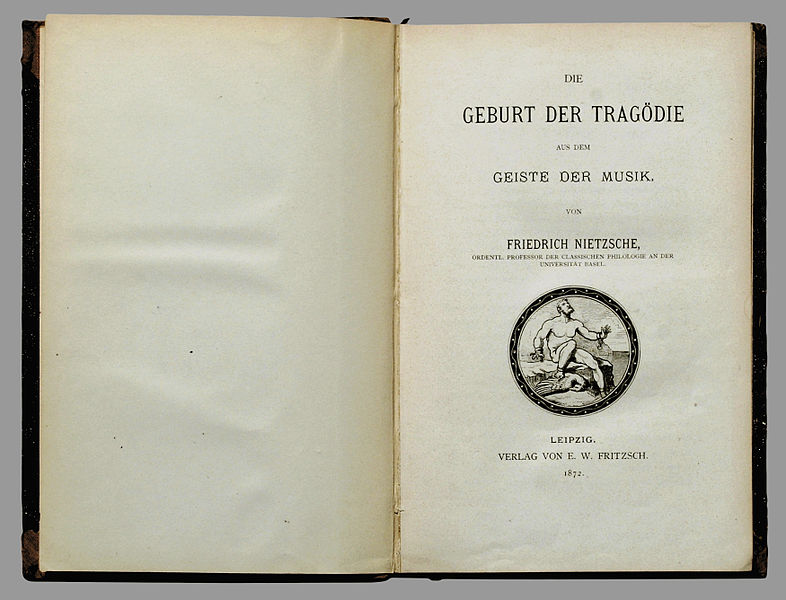 DIE
GEBURT DER TRAGÖDIE
AUS DEM
GEISTE DER MUSIK.
VON
FRIEDRICH NIETZSCHE,
ORDENTL. PROFESSOR DER CLASSISCHEN PHILOLOGIE AN DER
UNIVERSITÄT BASEL.
LEIPZIG.
VERLAG VON E. W. FRITZSCH.
1872.